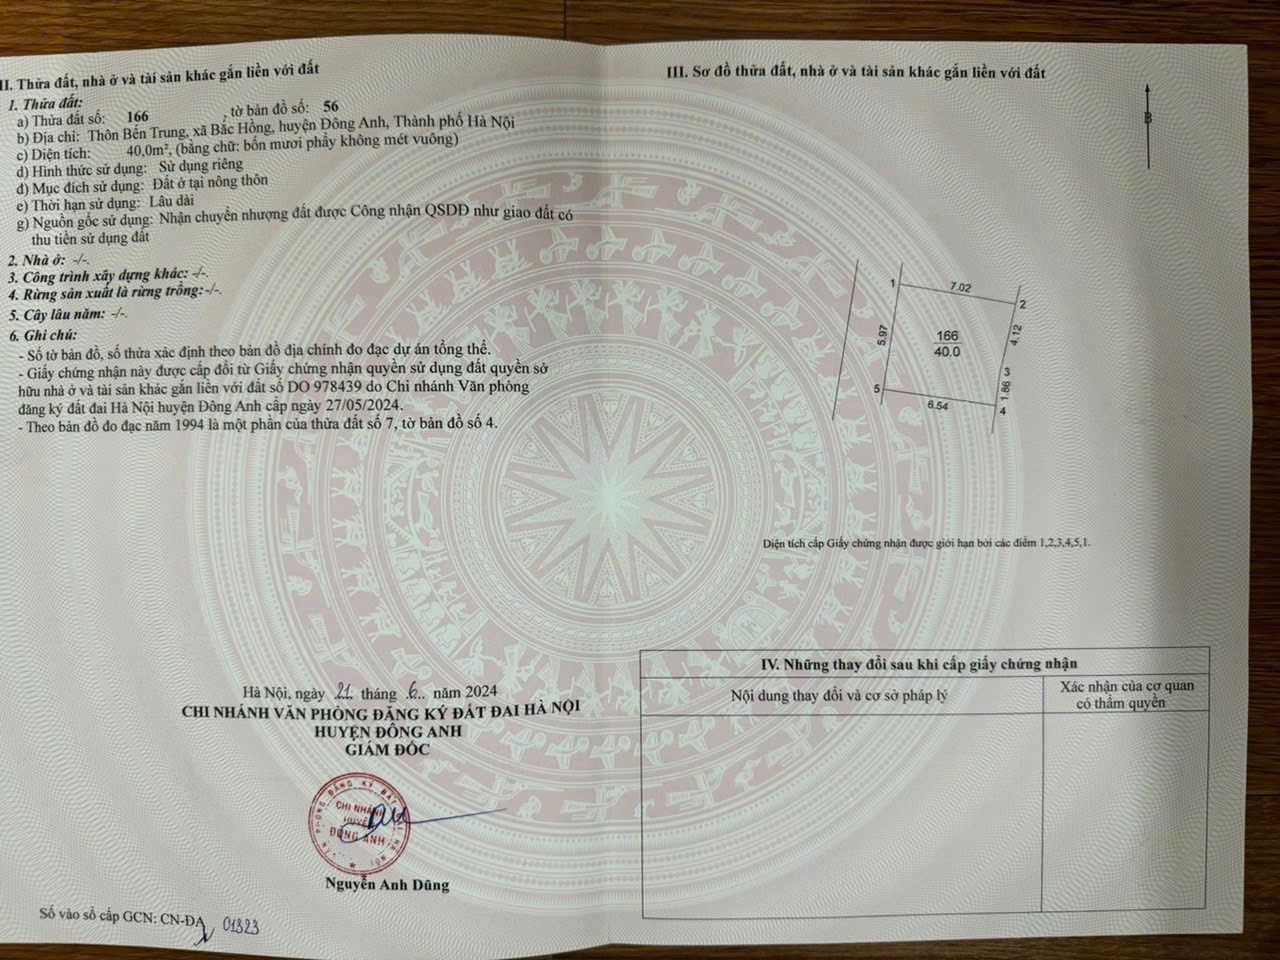 II. Thửa đất, nhà ở và tài sản khác gắn liền với đất
1. Thửa đất:
a) Thửa đất số: 166 , tờ bản đồ số: 56
b) Địa chỉ: Thôn Bến Trung, xã Bắc Hồng, huyện Đông Anh, Thành phố Hà Nội
c) Diện tích: 40,0m², (bằng chữ: bốn mươi phẩy không mét vuông)
d) Hình thức sử dụng: Sử dụng riêng
đ) Mục đích sử dụng: Đất ở tại nông thôn
e) Thời hạn sử dụng: Lâu dài
g) Nguồn gốc sử dụng: Nhận chuyển nhượng đất được Công nhận QSDĐ như giao đất có
thu tiền sử dụng đất
2. Nhà ở: -/-.
3. Công trình xây dựng khác: -/-.
4. Rừng sản xuất là rừng trồng:-/-.
5. Cây lâu năm: -/-.
6. Ghi chú:
- Số tờ bản đồ, số thửa xác định theo bản đồ địa chính đo đạc dự án tổng thể.
- Giấy chứng nhận này được cấp đổi từ Giấy chứng nhận quyền sử dụng đất quyền sở
hữu nhà ở và tài sản khác gắn liền với đất số DO 978439 do Chi nhánh Văn phòng
đăng ký đất đai Hà Nội huyện Đông Anh cấp ngày 27/05/2024.
- Theo bản đồ đo đạc năm 1994 là một phần của thửa đất số 7, tờ bản đồ số 4.
Hà Nội, ngày 21 tháng 6 năm 2024
CHI NHÁNH VĂN PHÒNG ĐĂNG KÝ ĐẤT ĐAI HÀ NỘI
HUYỆN ĐÔNG ANH
GIÁM ĐỐC
CHI NHÁNH
HUYỆN
ĐÔNG ANH
Nguyễn Anh Dũng
Số vào sổ cấp GCN: CN-ĐA 01323
III. Sơ đồ thửa đất, nhà ở và tài sản khác gắn liền với đất
B
1
7.02
2
5.97
166
40.0
4.12
3
1.86
5
6.54
4
Diện tích cấp Giấy chứng nhận được giới hạn bởi các điểm 1,2,3,4,5,1.
IV. Những thay đổi sau khi cấp giấy chứng nhận
Nội dung thay đổi và cơ sở pháp lý
Xác nhận của cơ quan
có thẩm quyền